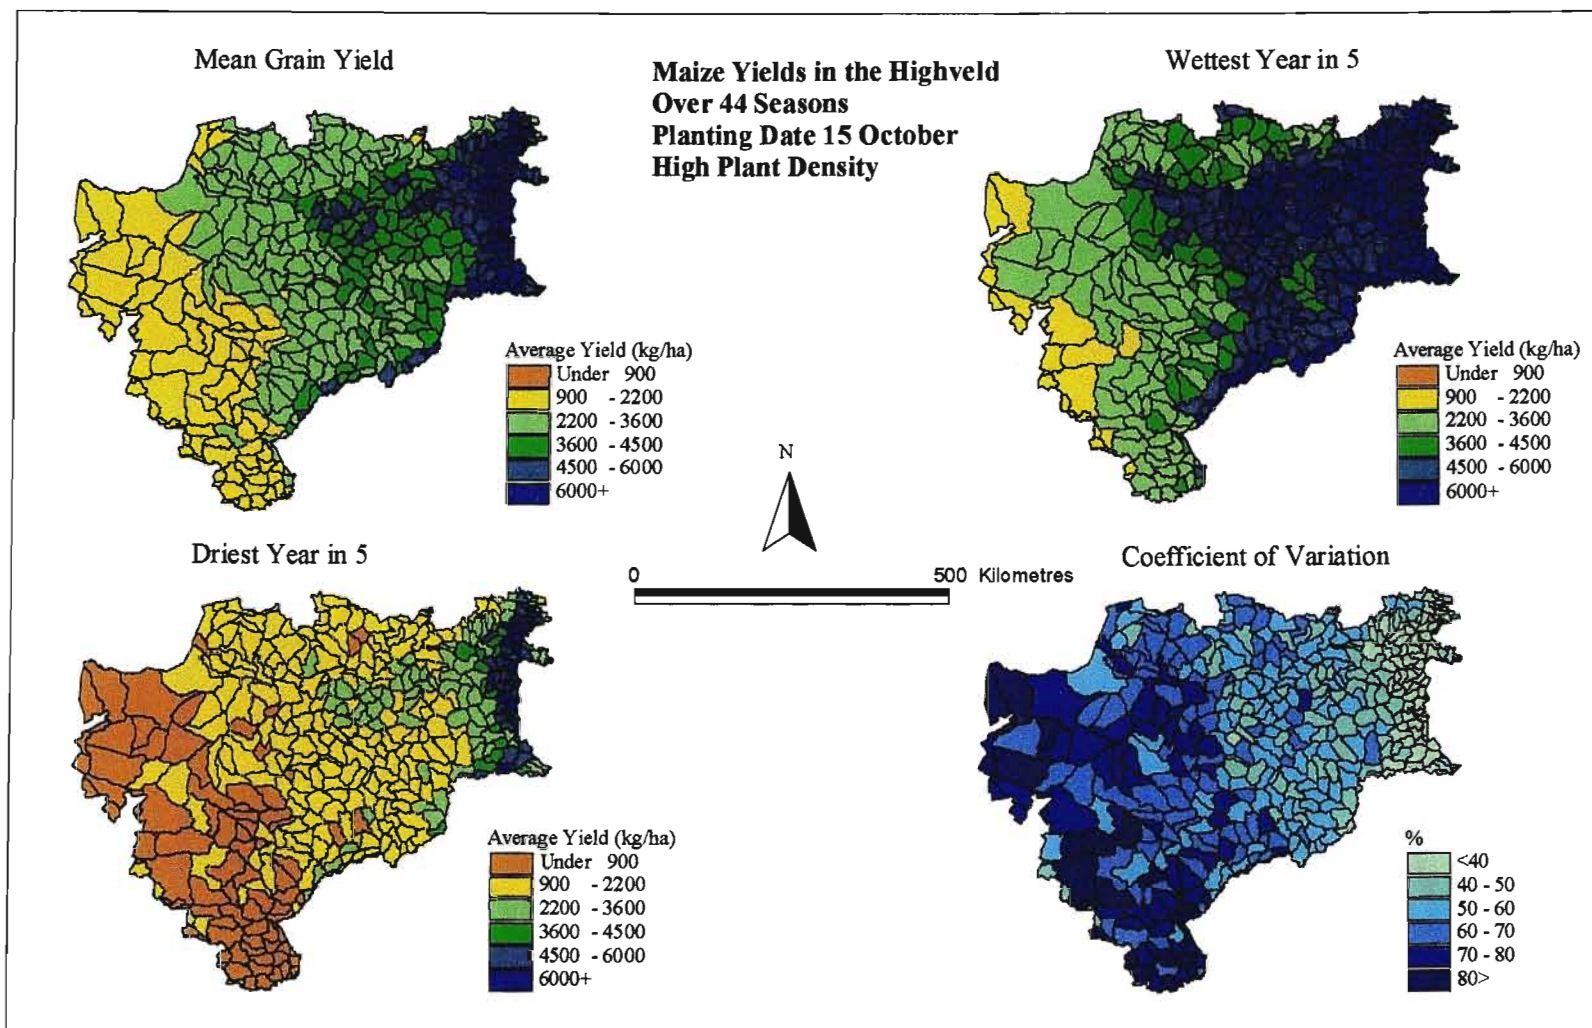 Mean Grain Yield
Maize Yields in the Highveld
Over 44 Seasons
Planting Date 15 October
High Plant Density
Wettest Year in 5
Average Yield (kg/ha)
Under 900
900 - 2200
2200 - 3600
3600 - 4500
4500 - 6000
6000+
Average Yield (kg/ha)
Under 900
900 - 2200
2200 - 3600
3600 - 4500
4500 - 6000
6000+
N
0 500 Kilometres
Driest Year in 5
Coefficient of Variation
Average Yield (kg/ha)
Under 900
900 - 2200
2200 - 3600
3600 - 4500
4500 - 6000
6000+
%
<40
40 - 50
50 - 60
60 - 70
70 - 80
80>